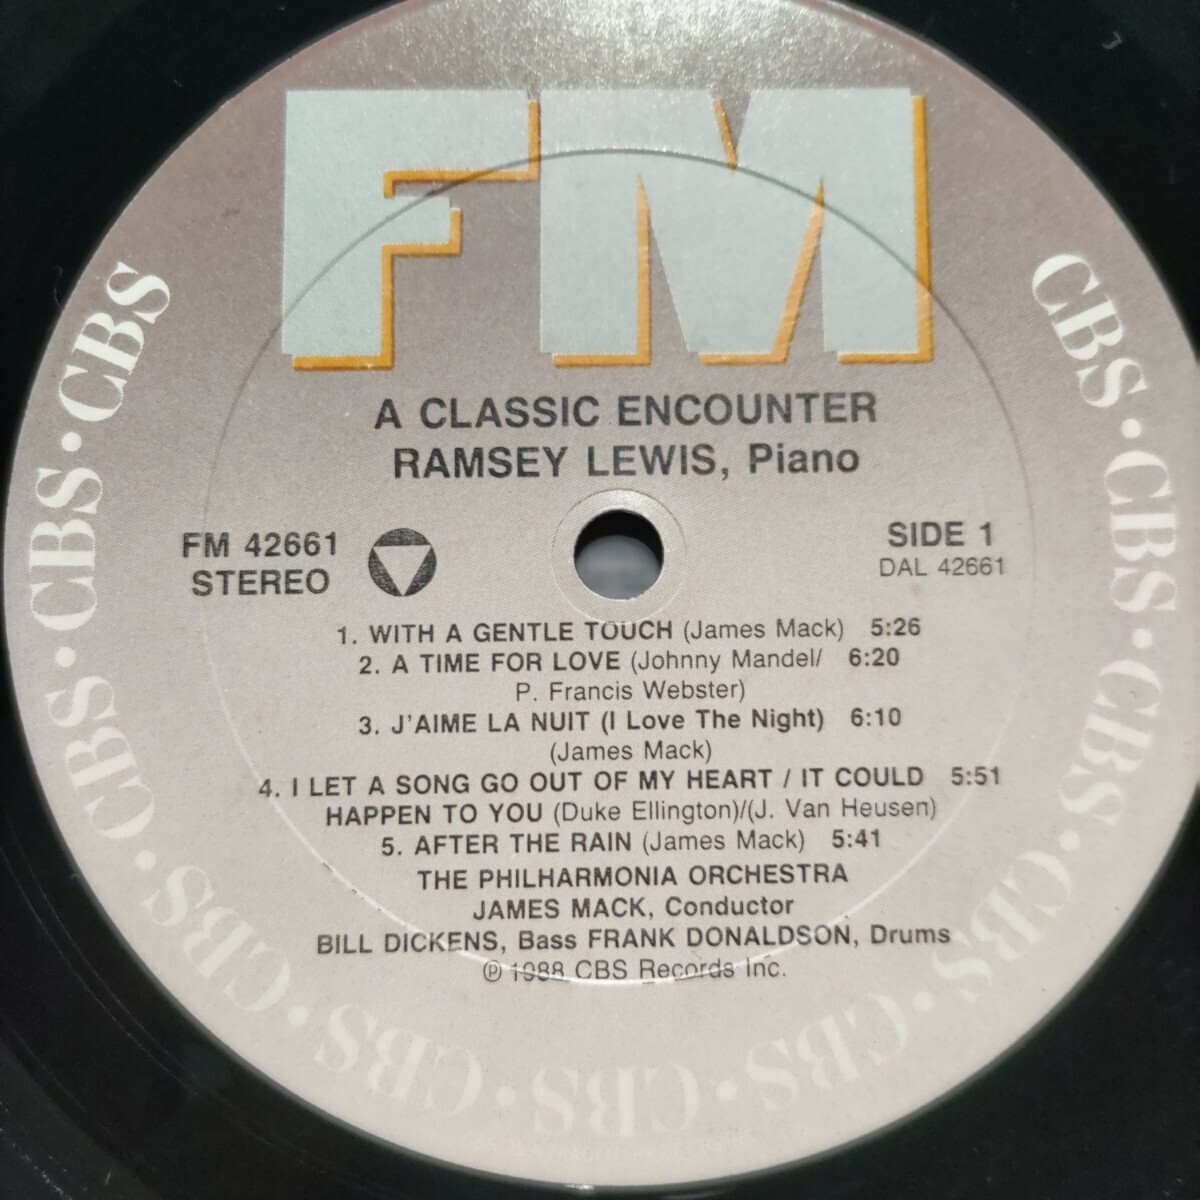 FM
A CLASSIC ENCOUNTER
RAMSEY LEWIS, Piano
FM 42661
STEREO
SIDE 1
DAL 42661
1. WITH A GENTLE TOUCH (James Mack) 5:26
2. A TIME FOR LOVE (Johnny Mandel/ 6:20
P. Francis Webster)
3. J'AIME LA NUIT (I Love The Night) 6:10
(James Mack)
4. I LET A SONG GO OUT OF MY HEART / IT COULD 5:51
HAPPEN TO YOU (Duke Ellington)/(J. Van Heusen)
5. AFTER THE RAIN (James Mack) 5:41
THE PHILHARMONIA ORCHESTRA
JAMES MACK, Conductor
BILL DICKENS, Bass FRANK DONALDSON, Drums
℗ 1988 CBS Records Inc.
CBS · CBS · CBS · CBS · CBS · CBS · CBS · CBS · CBS · CBS · CBS · CBS · CBS